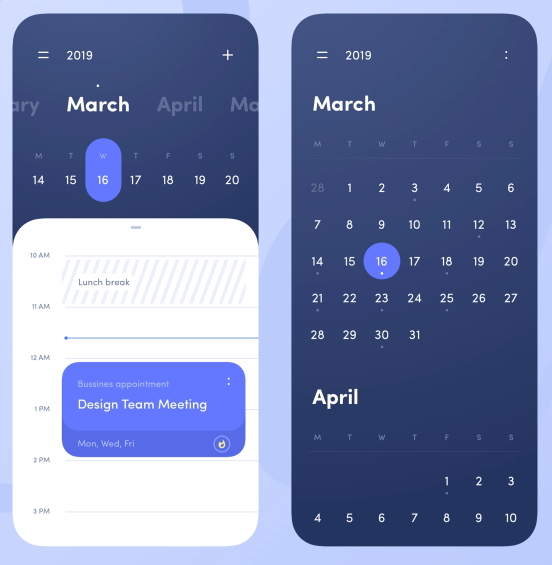 2019 +
ary March April Ma
M T W T F S S
14 15 16 17 18 19 20
10 AM
Lunch break
11 AM
12 AM
Bussines appointment
Design Team Meeting
1 PM
Mon, Wed, Fri
2 PM
3 PM
2019
March
M T W T F S S
28 1 2 3 4 5 6
7 8 9 10 11 12 13
14 15 16 17 18 19 20
21 22 23 24 25 26 27
28 29 30 31
April
M T W T F S S
1 2 3
4 5 6 7 8 9 10